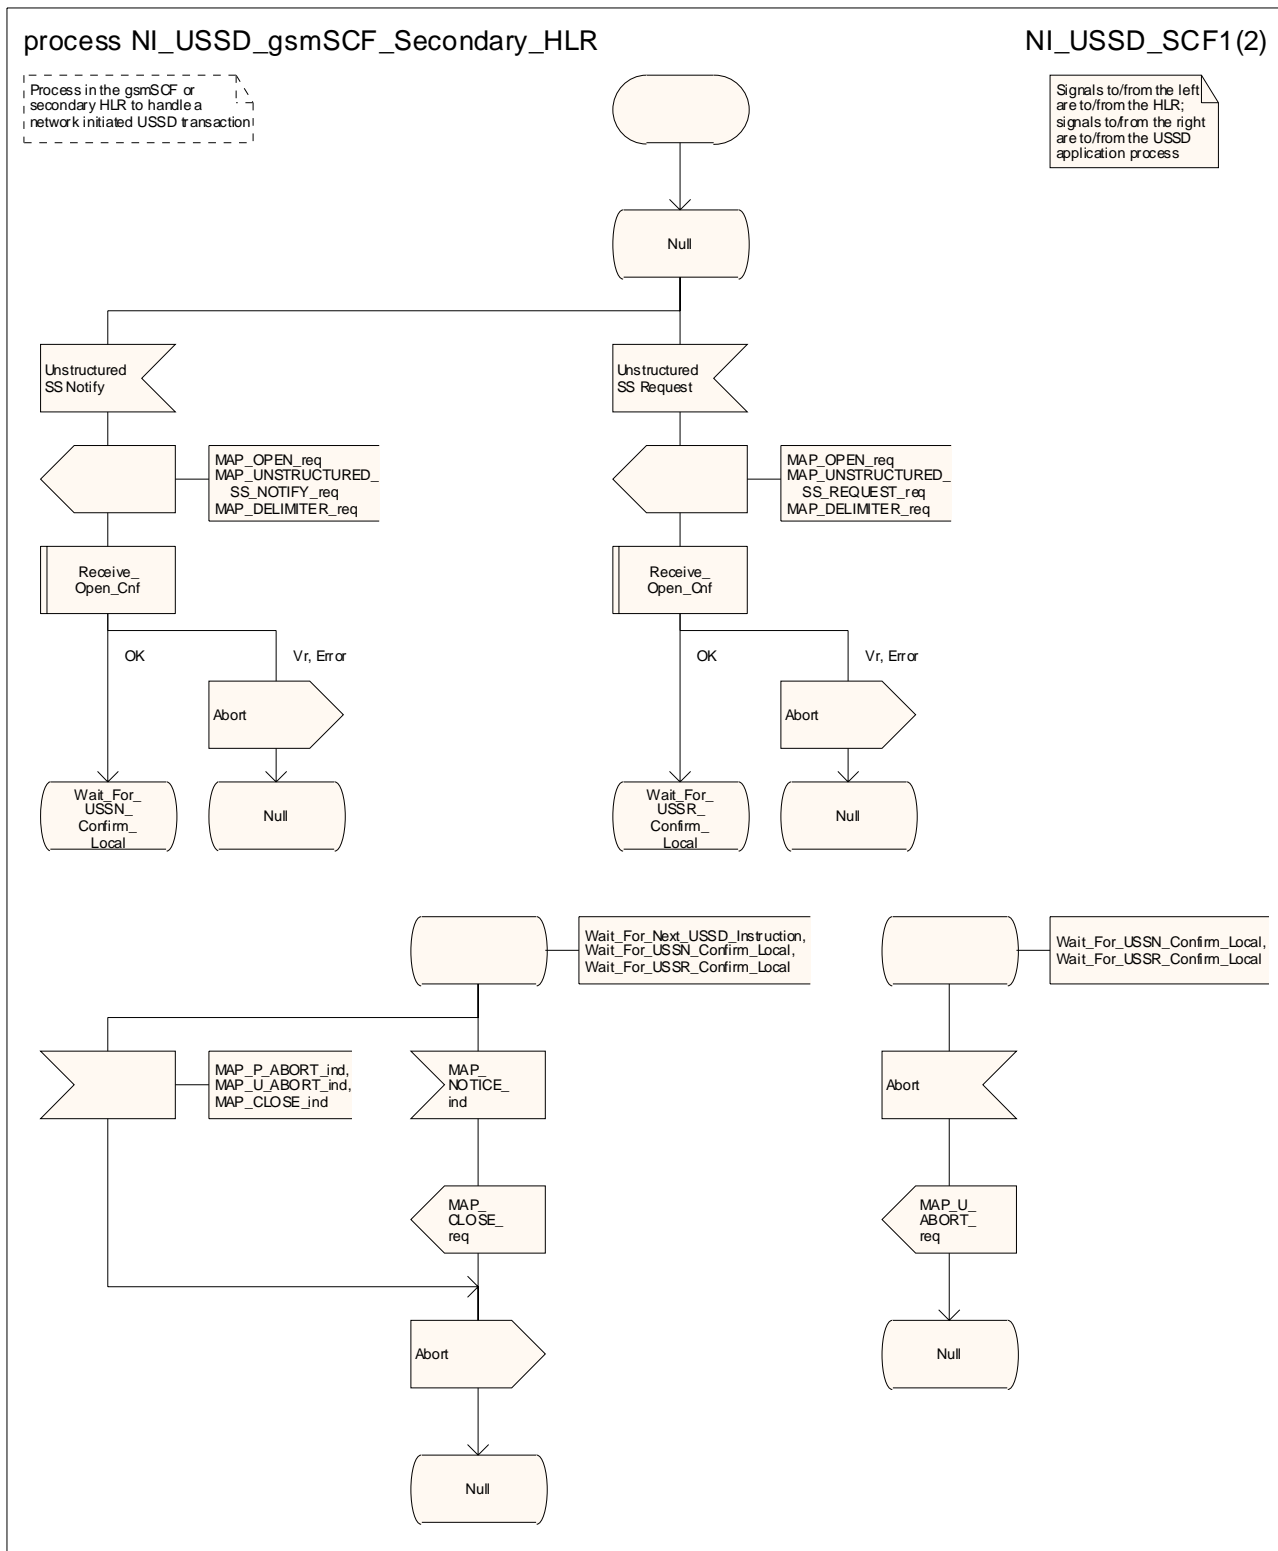 process NI_USSD_gsmSCF_Secondary_HLR
NI_USSD_SCF1(2)
Process in the gsmSCF or
secondary HLR to handle a
network initiated USSD transaction
Signals to/from the left
are to/from the HLR;
signals to/from the right
are to/from the USSD
application process
Null
Unstructured
SS Notify
Unstructured
SS Request
MAP_OPEN_req
MAP_UNSTRUCTURED_
SS_NOTIFY_req
MAP_DELIMITER_req
MAP_OPEN_req
MAP_UNSTRUCTURED_
SS_REQUEST_req
MAP_DELIMITER_req
Receive_
Open_Cnf
Receive_
Open_Cnf
OK
Vr, Error
OK
Vr, Error
Abort
Abort
Wait_For_
USSN_
Confirm_
Local
Null
Wait_For_
USSR_
Confirm_
Local
Null
Wait_For_Next_USSD_Instruction,
Wait_For_USSN_Confirm_Local,
Wait_For_USSR_Confirm_Local
Wait_For_USSN_Confirm_Local,
Wait_For_USSR_Confirm_Local
MAP_P_ABORT_ind,
MAP_U_ABORT_ind,
MAP_CLOSE_ind
MAP_
NOTICE_
ind
Abort
MAP_
CLOSE_
req
MAP_U_
ABORT_
req
Abort
Null
Null